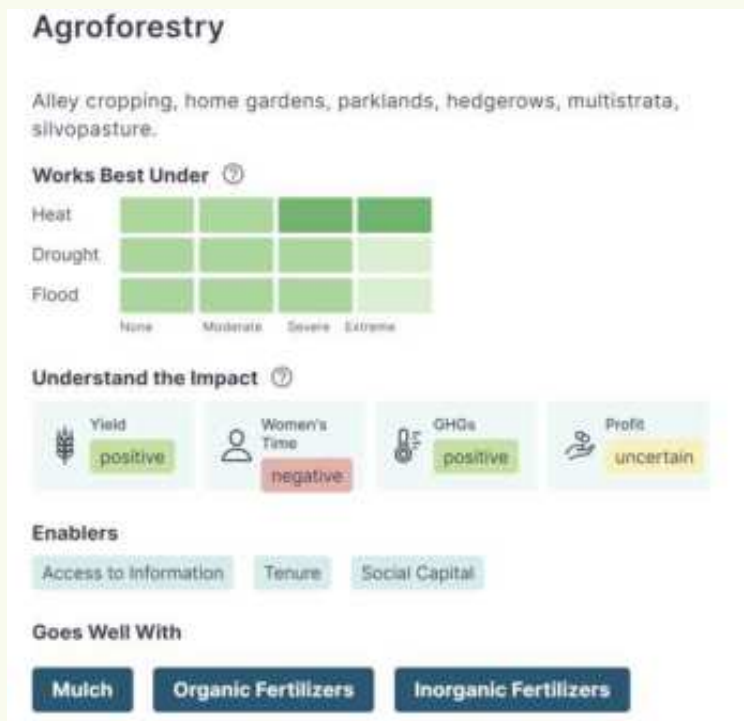 Agroforestry
Alley cropping, home gardens, parklands, hedgerows, multistrata,
silvopasture.
Works Best Under ?
Heat
Drought
Flood
None Moderate Severe Extreme
Understand the Impact ?
Yield
positive
Women's
Time
negative
GHGs
positive
Profit
uncertain
Enablers
Access to Information Tenure Social Capital
Goes Well With
Mulch Organic Fertilizers Inorganic Fertilizers